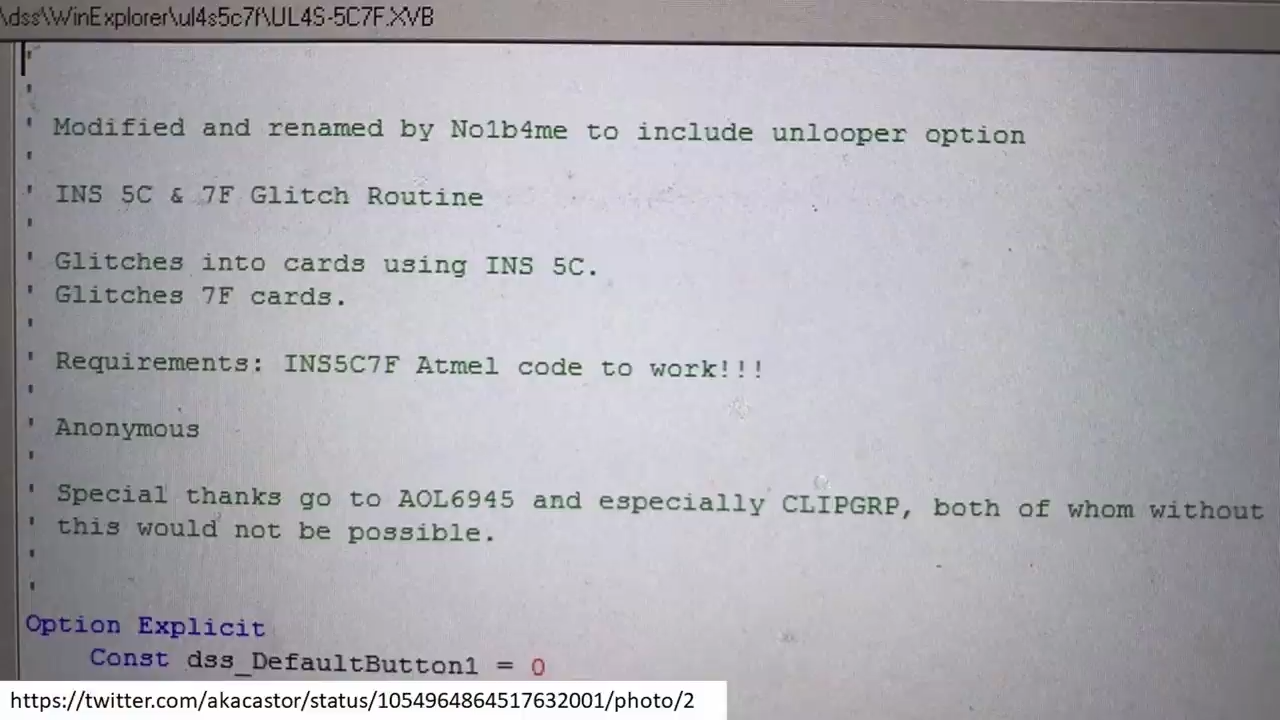 \dss\WinExplorer\ul4s5c7f\UL4S-5C7F.XVB
'
'
' Modified and renamed by No1b4me to include unlooper option
'
' INS 5C & 7F Glitch Routine
'
' Glitches into cards using INS 5C.
' Glitches 7F cards.
'
' Requirements: INS5C7F Atmel code to work!!!
'
' Anonymous
'
' Special thanks go to AOL6945 and especially CLIPGRP, both of whom without
' this would not be possible.
'
'
Option Explicit
Const dss_DefaultButton1 = 0
https://twitter.com/akacastor/status/1054964864517632001/photo/2